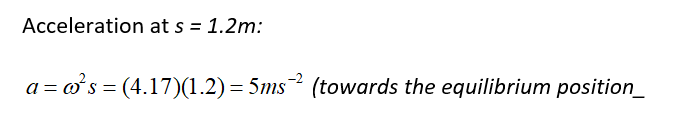 Acceleration at s = 1.2m:
a = ω²s = (4.17)(1.2) = 5ms⁻² (towards the equilibrium position_